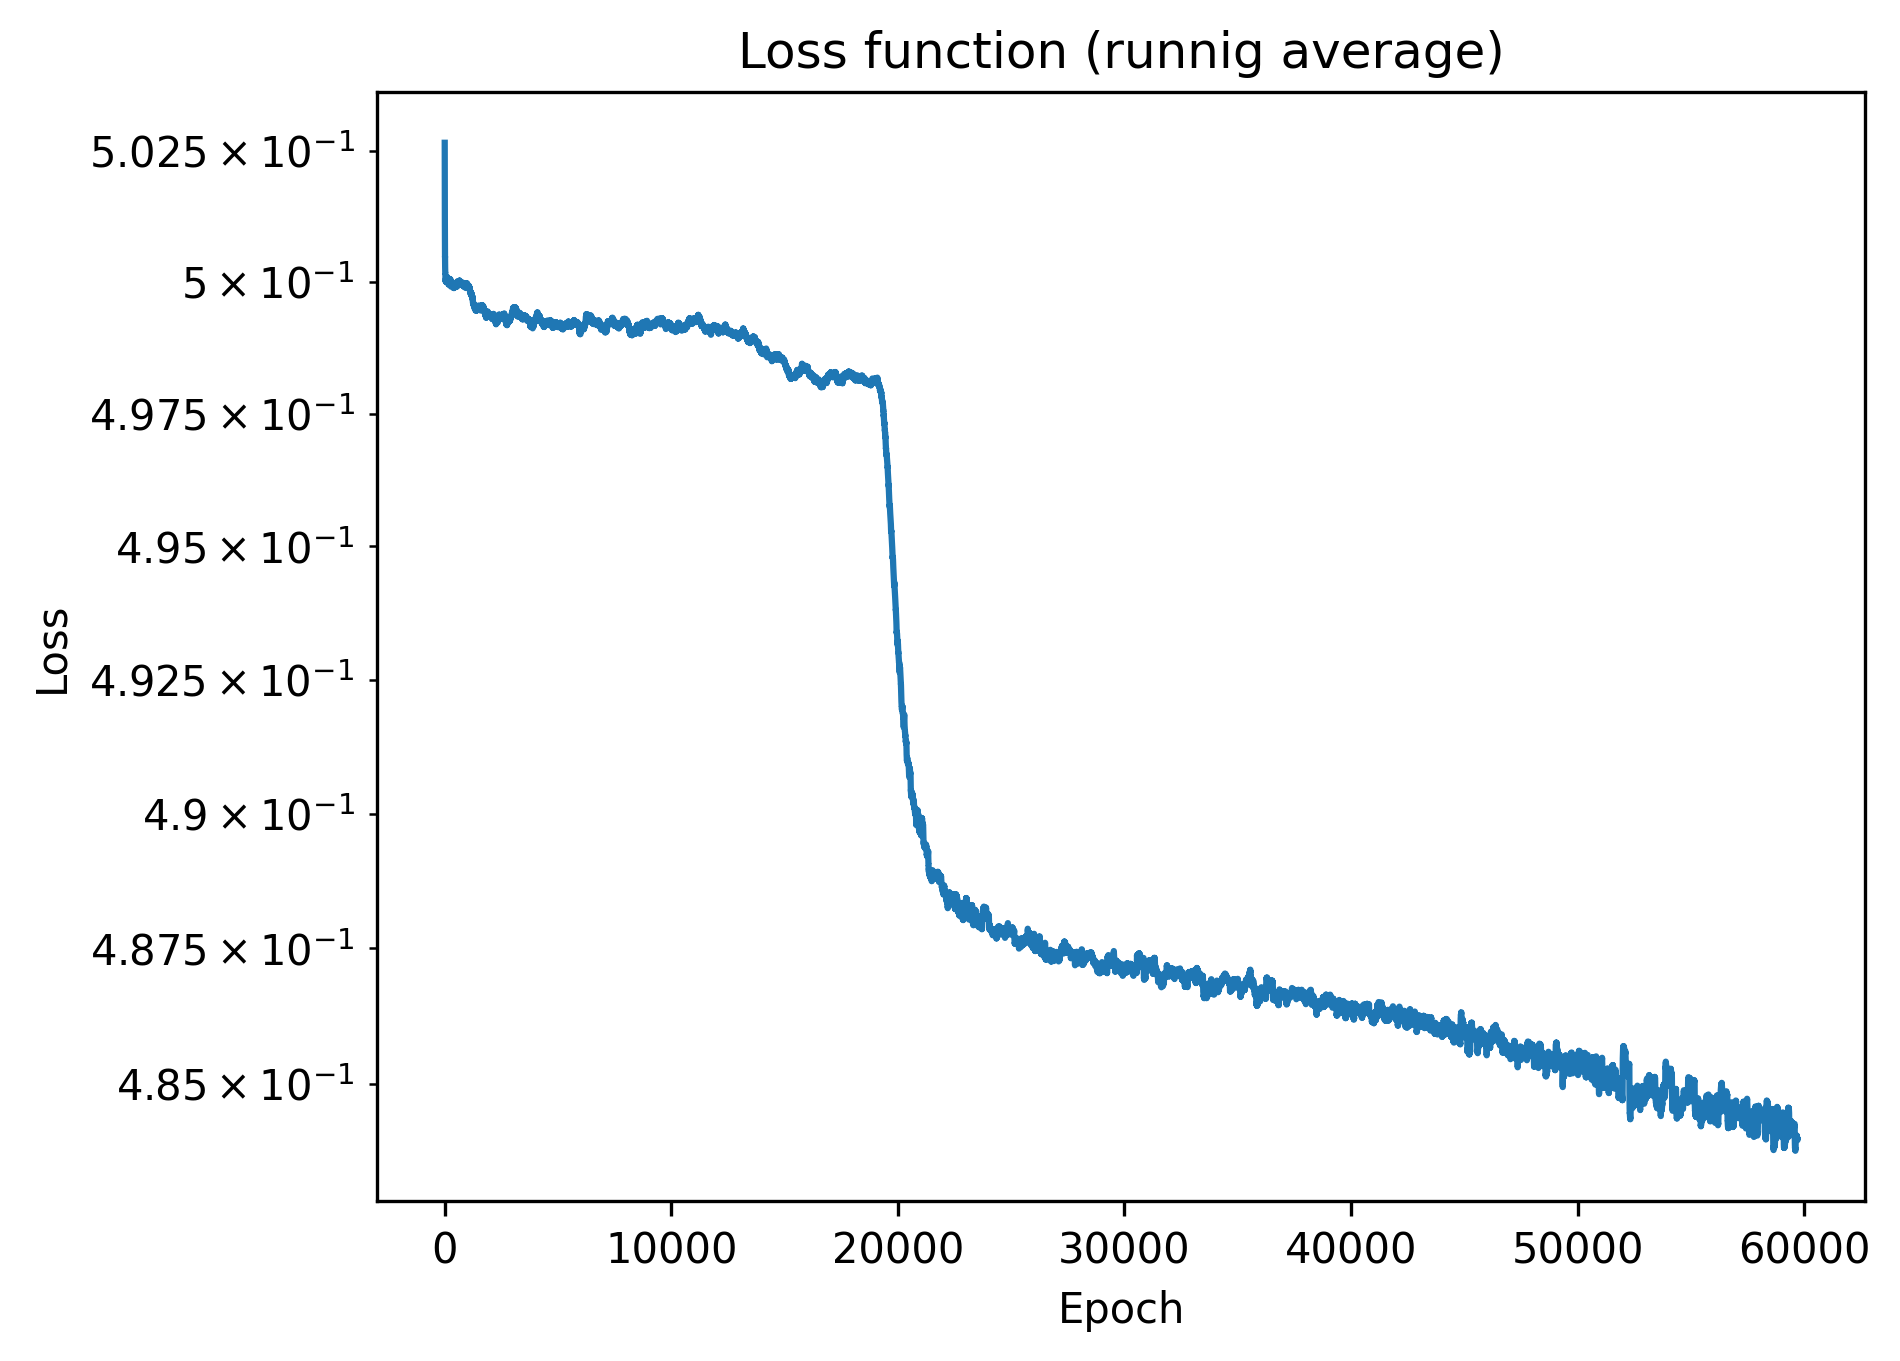 Loss function (runnig average)
5.025 × 10⁻¹
5 × 10⁻¹
4.975 × 10⁻¹
4.95 × 10⁻¹
4.925 × 10⁻¹
4.9 × 10⁻¹
4.875 × 10⁻¹
4.85 × 10⁻¹
Loss
0 10000 20000 30000 40000 50000 60000
Epoch